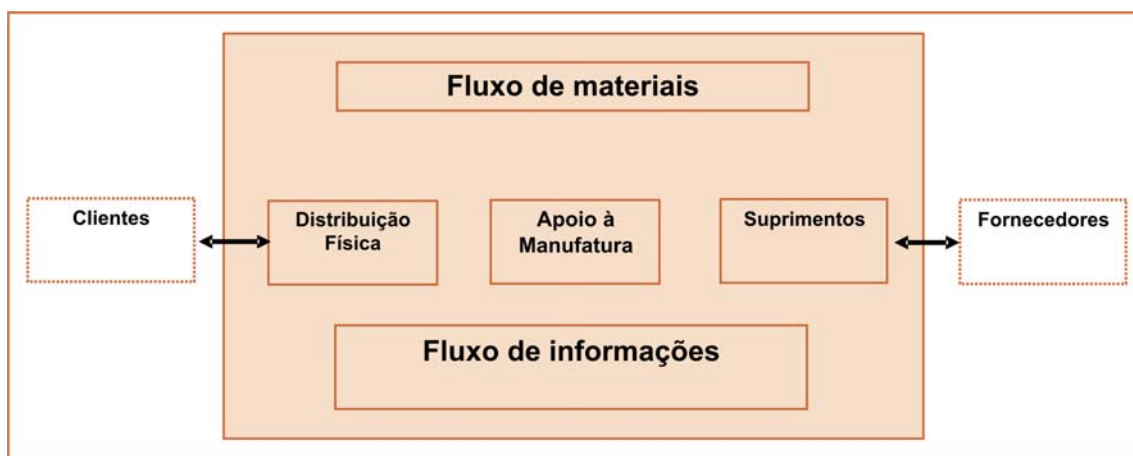 Fluxo de materiais
Clientes
Distribuição
Física
Apoio à
Manufatura
Suprimentos
Fornecedores
Fluxo de informações